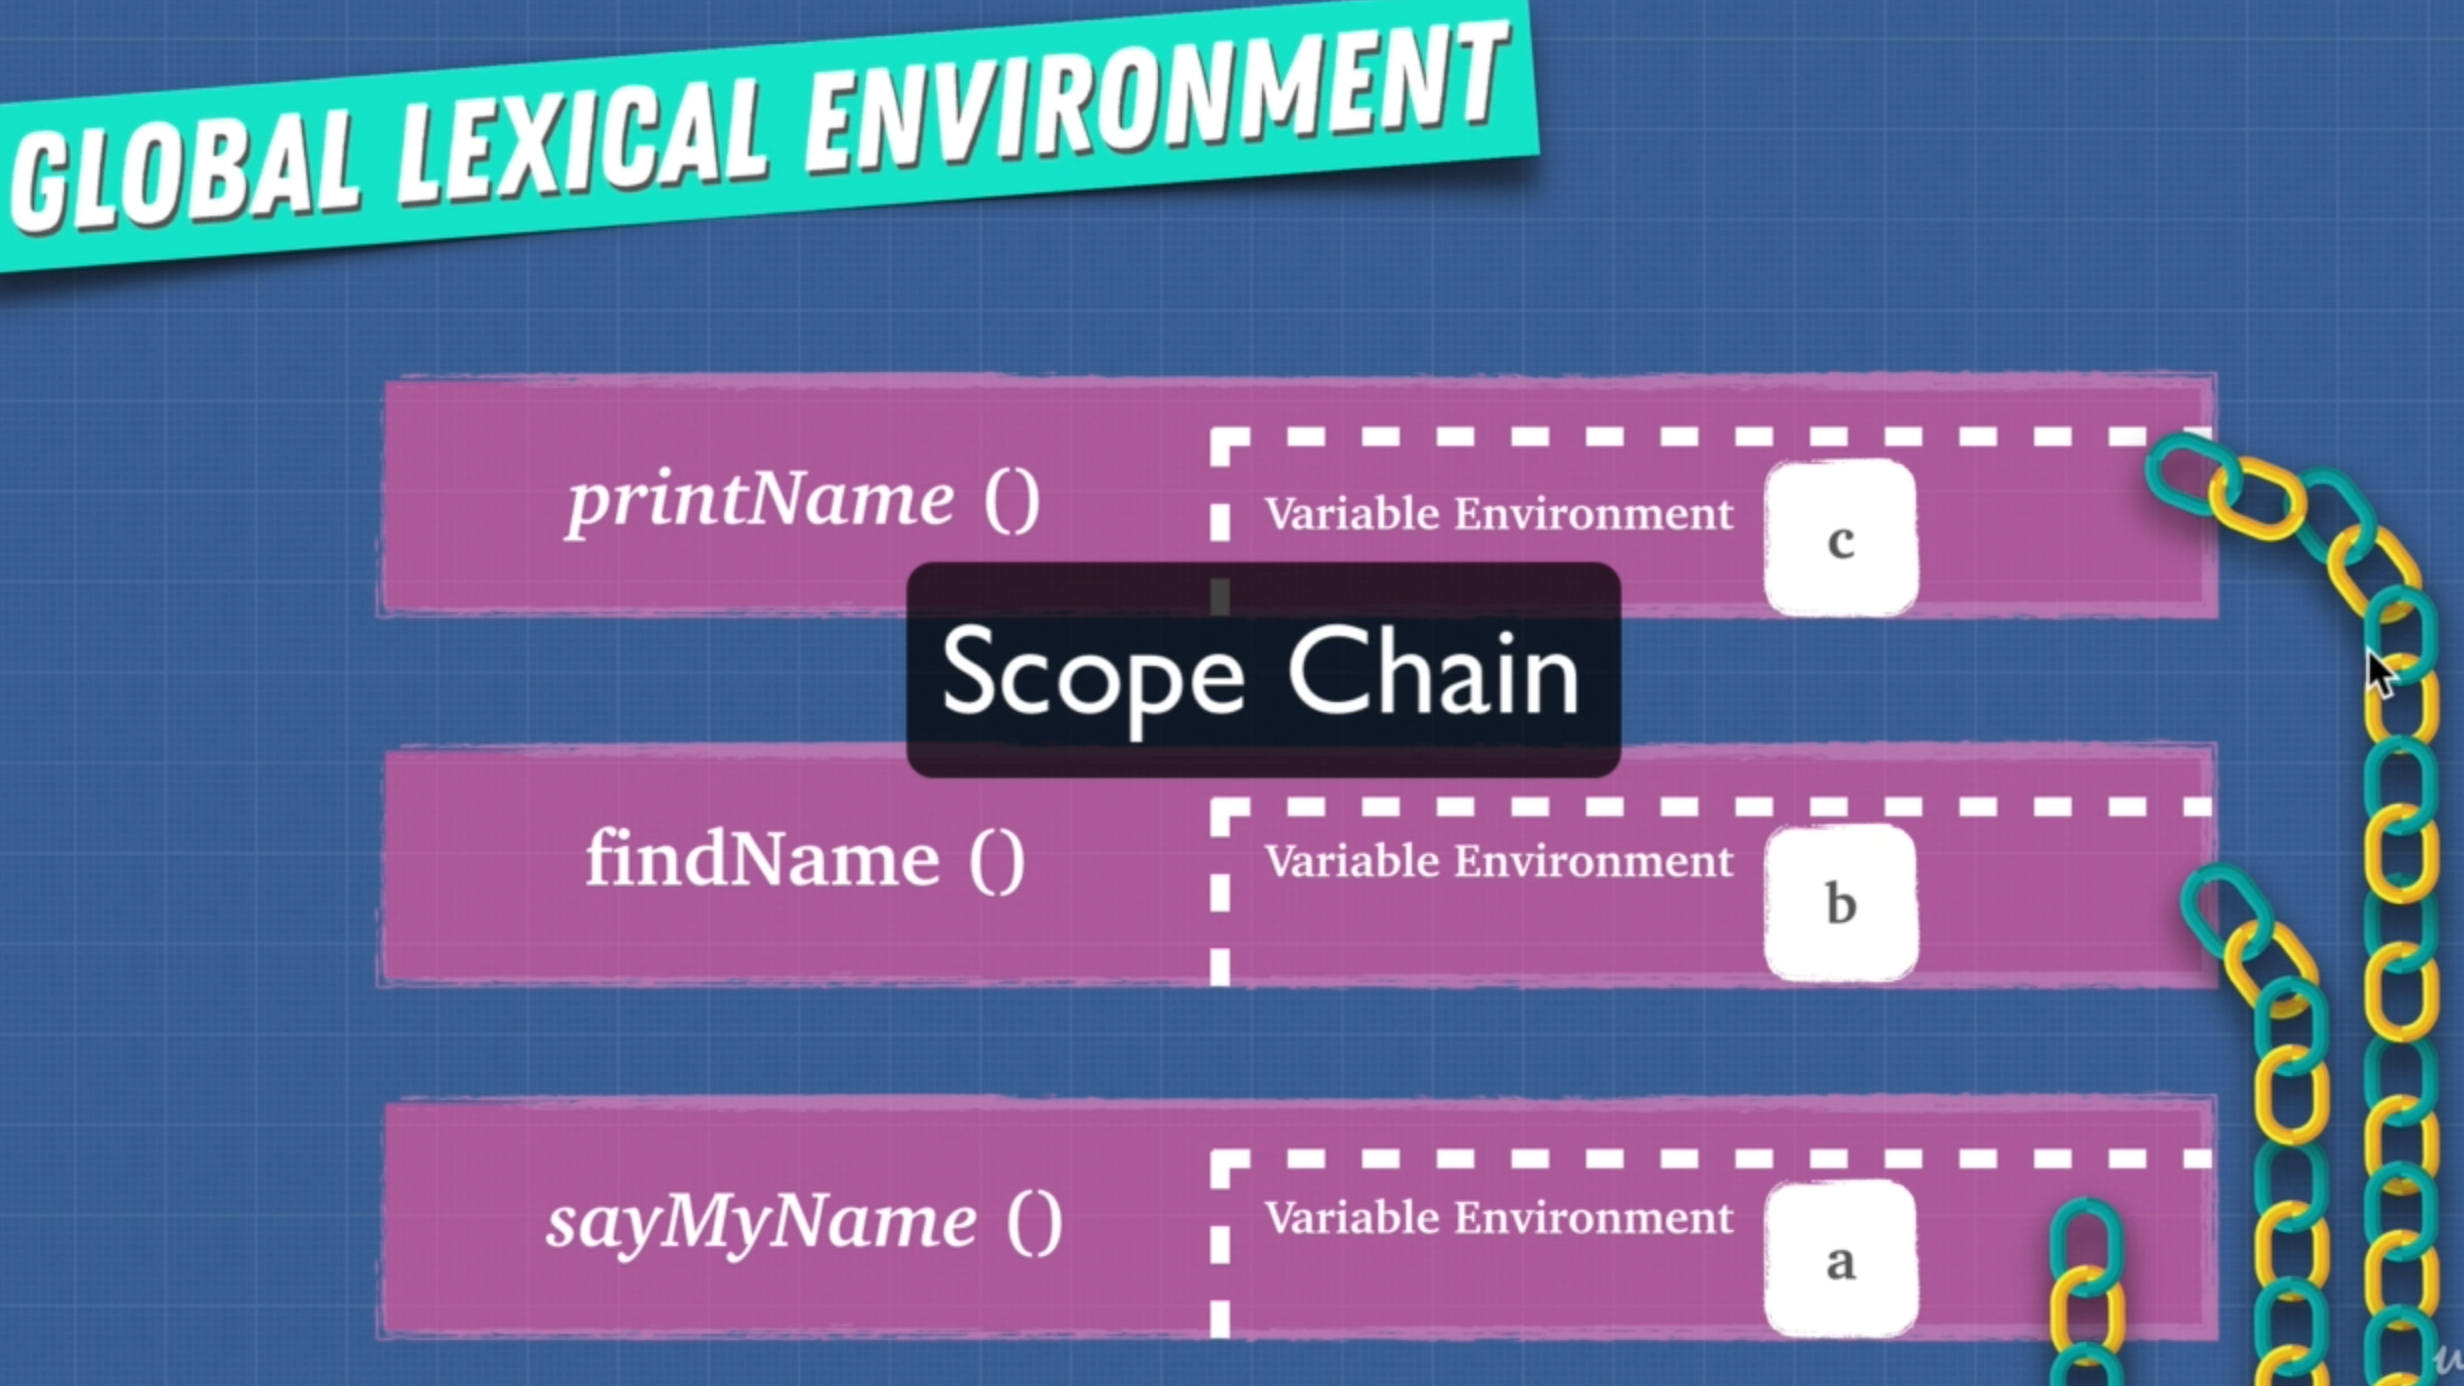 GLOBAL LEXICAL ENVIRONMENT
printName ()
Variable Environment
c
Scope Chain
findName ()
Variable Environment
b
sayMyName ()
Variable Environment
a